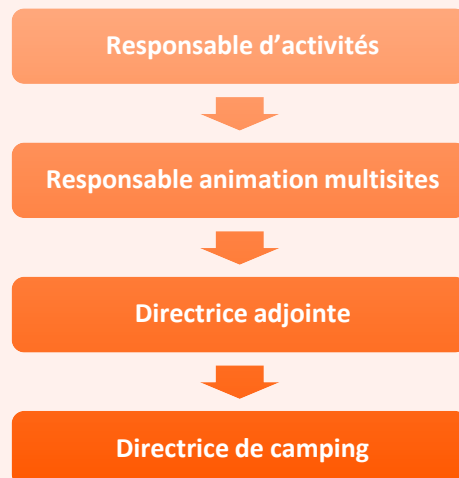 Responsable d’activités
Responsable animation multisites
Directrice adjointe
Directrice de camping